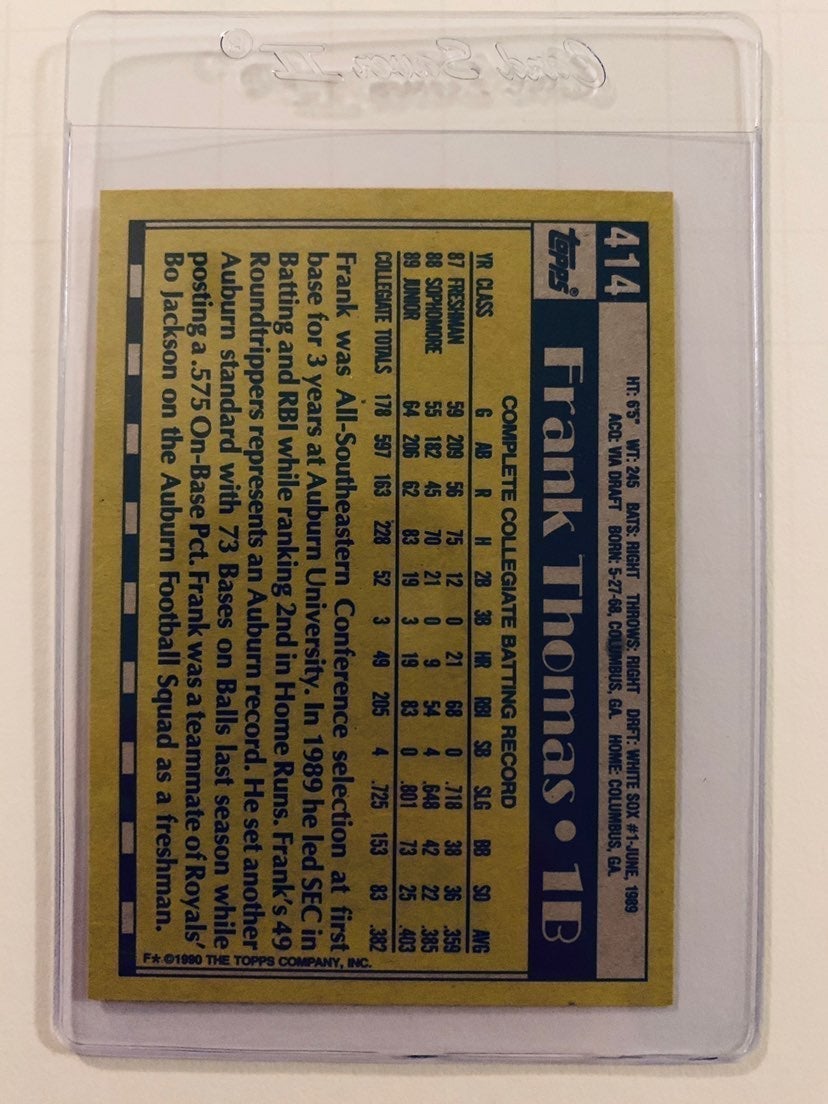 Card Saver II®
414
topps®
HT: 6'5" WT: 245 BATS: RIGHT THROWS: RIGHT DRFT: WHITE SOX #1-JUNE, 1989
ACQ: VIA DRAFT BORN: 5-27-68, COLUMBUS, GA. HOME: COLUMBUS, GA.
Frank Thomas • 1B
COMPLETE COLLEGIATE BATTING RECORD
YR CLASS G AB R H 2B 3B HR RBI SB SLG BB SO AVG
87 FRESHMAN 59 209 56 75 12 0 21 68 0 .718 38 36 .359
88 SOPHOMORE 55 182 45 70 21 0 9 54 4 .648 42 22 .385
89 JUNIOR 64 206 62 83 19 3 19 83 0 .801 73 25 .403
COLLEGIATE TOTALS 178 597 163 228 52 3 49 205 4 .725 153 83 .382
Frank was All-Southeastern Conference selection at first
base for 3 years at Auburn University. In 1989 he led SEC in
Batting and RBI while ranking 2nd in Home Runs. Frank's 49
Roundtrippers represents an Auburn record. He set another
Auburn standard with 73 Bases on Balls last season while
posting a .575 On-Base Pct. Frank was a teammate of Royals'
Bo Jackson on the Auburn Football Squad as a freshman.
F* ©1990 THE TOPPS COMPANY, INC.